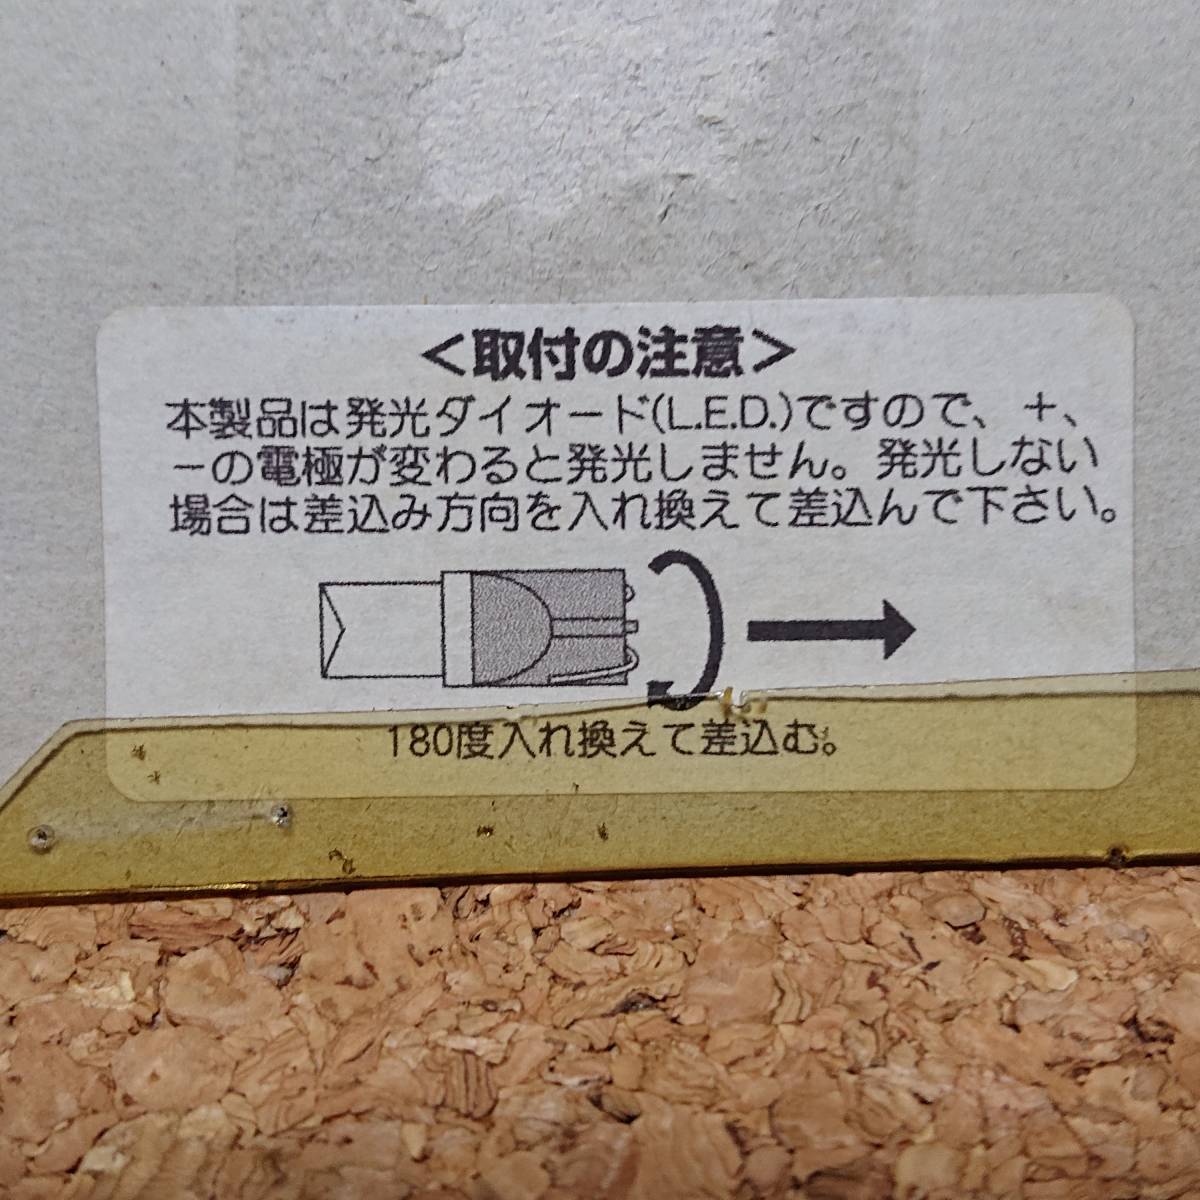 ＜取付の注意＞
本製品は発光ダイオード(L.E.D.)ですので、＋、
－の電極が変わると発光しません。発光しない
場合は差込み方向を入れ換えて差込んで下さい。
180度入れ換えて差込む。